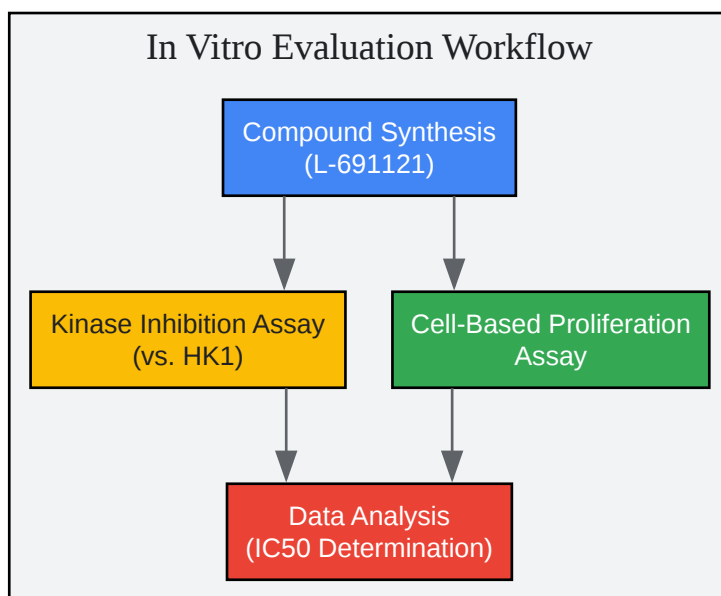 In Vitro Evaluation Workflow
Compound Synthesis
(L-691121)
Kinase Inhibition Assay
(vs. HK1)
Cell-Based Proliferation
Assay
Data Analysis
(IC50 Determination)